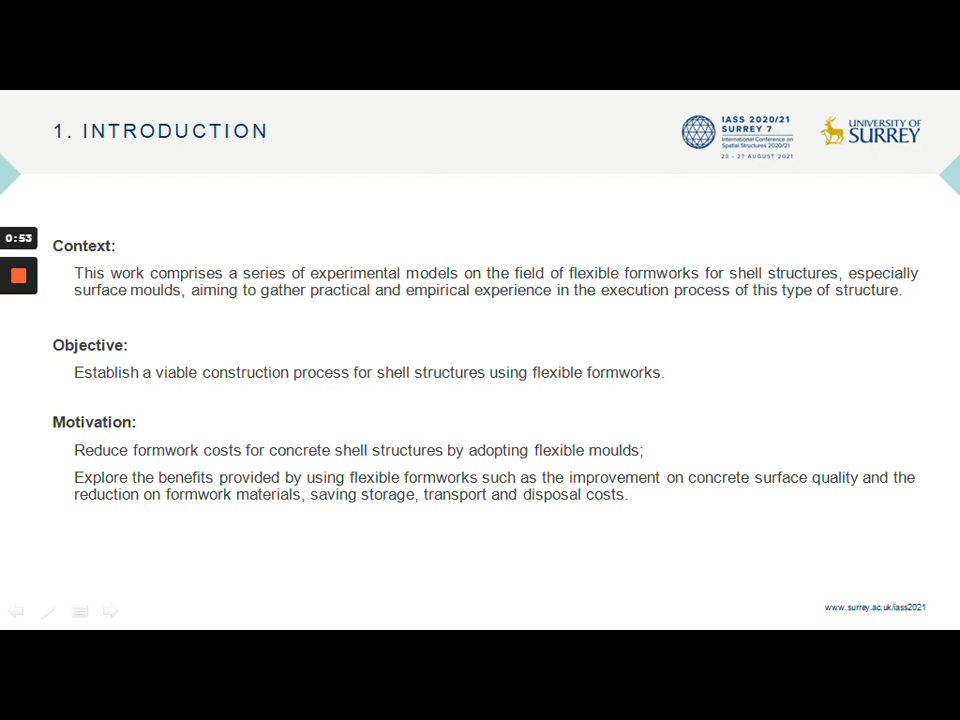 1. INTRODUCTION
IASS 2020/21
SURREY 7
International Conference on
Spatial Structures 2020/21
23 - 27 AUGUST 2021
UNIVERSITY OF
SURREY
0:53
Context:
This work comprises a series of experimental models on the field of flexible formworks for shell structures, especially
surface moulds, aiming to gather practical and empirical experience in the execution process of this type of structure.
Objective:
Establish a viable construction process for shell structures using flexible formworks.
Motivation:
Reduce formwork costs for concrete shell structures by adopting flexible moulds;
Explore the benefits provided by using flexible formworks such as the improvement on concrete surface quality and the
reduction on formwork materials, saving storage, transport and disposal costs.
www.surrey.ac.uk/iass2021